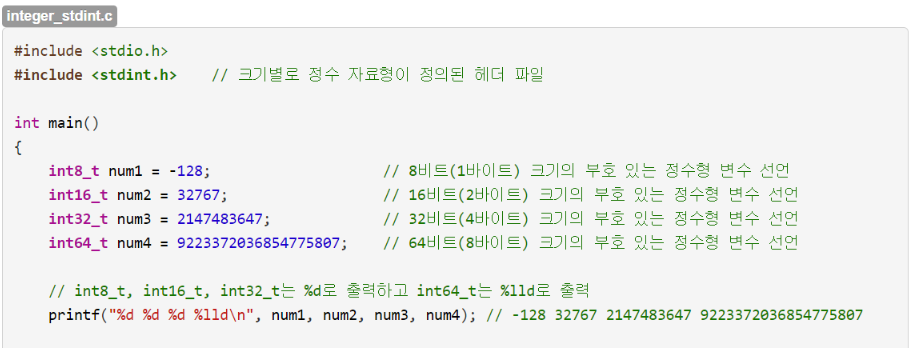 integer_stdint.c
#include <stdio.h>
#include <stdint.h>    // 크기별로 정수 자료형이 정의된 헤더 파일
int main()
{
    int8_t num1 = -128;                    // 8비트(1바이트) 크기의 부호 있는 정수형 변수 선언
    int16_t num2 = 32767;                  // 16비트(2바이트) 크기의 부호 있는 정수형 변수 선언
    int32_t num3 = 2147483647;             // 32비트(4바이트) 크기의 부호 있는 정수형 변수 선언
    int64_t num4 = 9223372036854775807;    // 64비트(8바이트) 크기의 부호 있는 정수형 변수 선언
    // int8_t, int16_t, int32_t는 %d로 출력하고 int64_t는 %lld로 출력
    printf("%d %d %d %lld\n", num1, num2, num3, num4); // -128 32767 2147483647 9223372036854775807